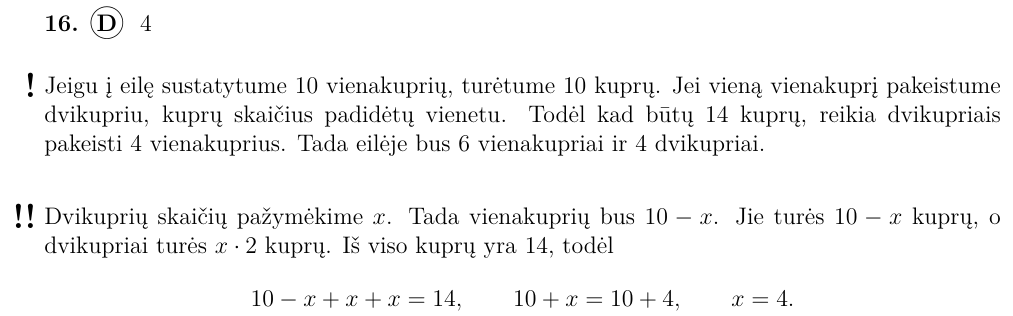 16. D 4
! Jeigu į eilę sustatytume 10 vienakuprių, turėtume 10 kuprų. Jei vieną vienakuprį pakeistume
dvikupriu, kuprų skaičius padidėtų vienetu. Todėl kad būtų 14 kuprų, reikia dvikupriais
pakeisti 4 vienakuprius. Tada eilėje bus 6 vienakupriai ir 4 dvikupriai.
!! Dvikuprių skaičių pažymėkime x. Tada vienakuprių bus 10 − x. Jie turės 10 − x kuprų, o
dvikupriai turės x · 2 kuprų. Iš viso kuprų yra 14, todėl
10 − x + x + x = 14, 10 + x = 10 + 4, x = 4.